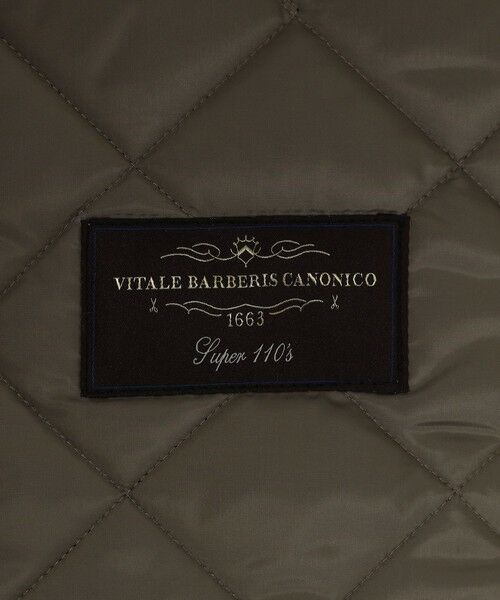 VITALE BARBERIS CANONICO
1663
Super 110's